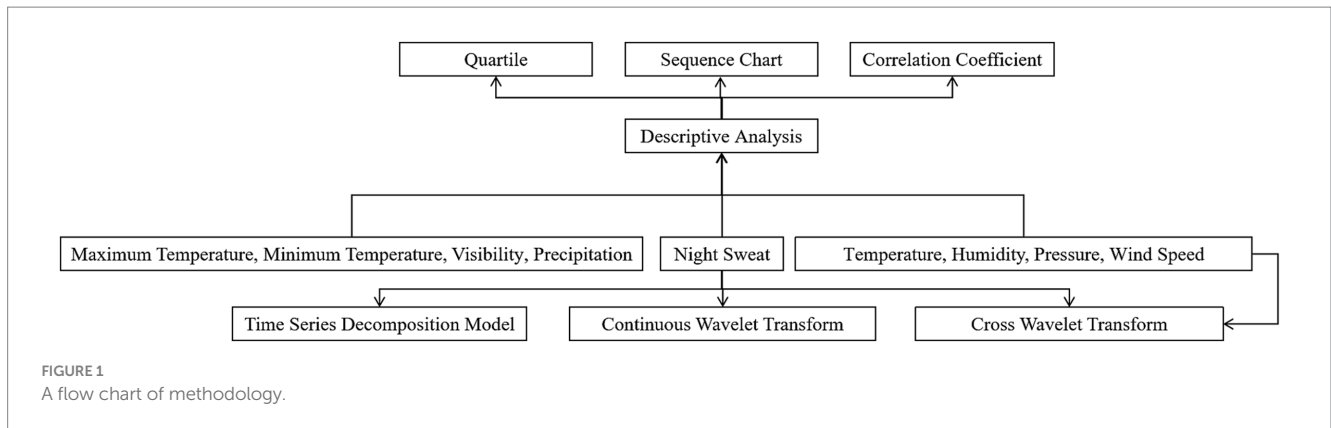 Quartile
Sequence Chart
Correlation Coefficient
Descriptive Analysis
Maximum Temperature, Minimum Temperature, Visibility, Precipitation
Night Sweat
Temperature, Humidity, Pressure, Wind Speed
Time Series Decomposition Model
Continuous Wavelet Transform
Cross Wavelet Transform
FIGURE 1
A flow chart of methodology.